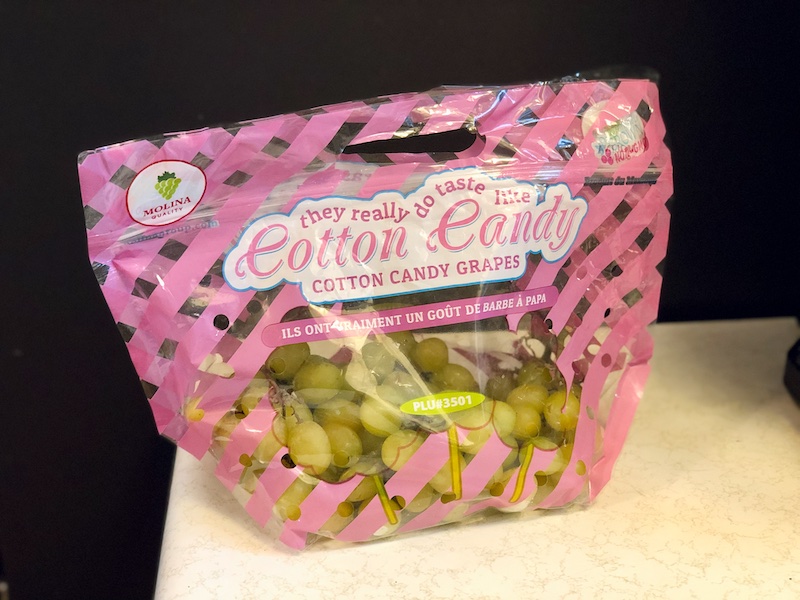 MOLINA
QUALITY
they really do taste like
Cotton Candy
COTTON CANDY GRAPES
ILS ONT VRAIMENT UN GOÛT DE BARBE À PAPA
PLU#3501